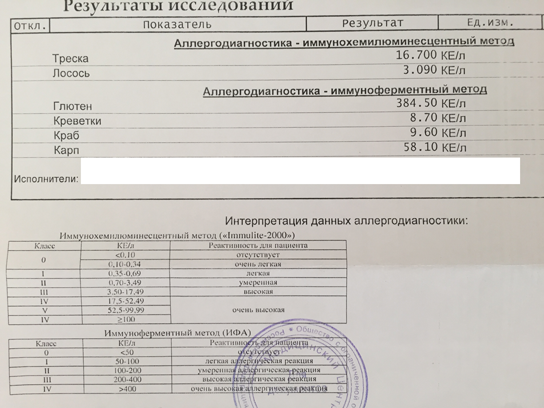 Результаты исследований
Откл. Показатель Результат Ед.изм.
Аллергодиагностика - иммунохемилюминесцентный метод
Треска 16.700 КЕ/л
Лосось 3.090 КЕ/л
Аллергодиагностика - иммуноферментный метод
Глютен 384.50 КЕ/л
Креветки 8.70 КЕ/л
Краб 9.60 КЕ/л
Карп 58.10 КЕ/л
Исполнители:
Интерпретация данных аллергодиагностики:
Иммунохемилюминесцентный метод («Immulite-2000»)
Класс КЕ/л Реактивность для пациента
0 <0,10 отсутствует
0,10-0,34 очень легкая
I 0,35-0,69 легкая
II 0,70-3,49 умеренная
III 3,50-17,49 высокая
IV 17,5-52,49 очень высокая
V 52,5-99,99
IV ≥100
Иммуноферментный метод (ИФА)
Класс КЕ/л Реактивность для пациента
0 <50 отсутствует
I 50-100 легкая аллергическая реакция
II 100-200 умеренная аллергическая реакция
III 200-400 высокая аллергическая реакция
IV >400 очень высокая аллергическая реакция